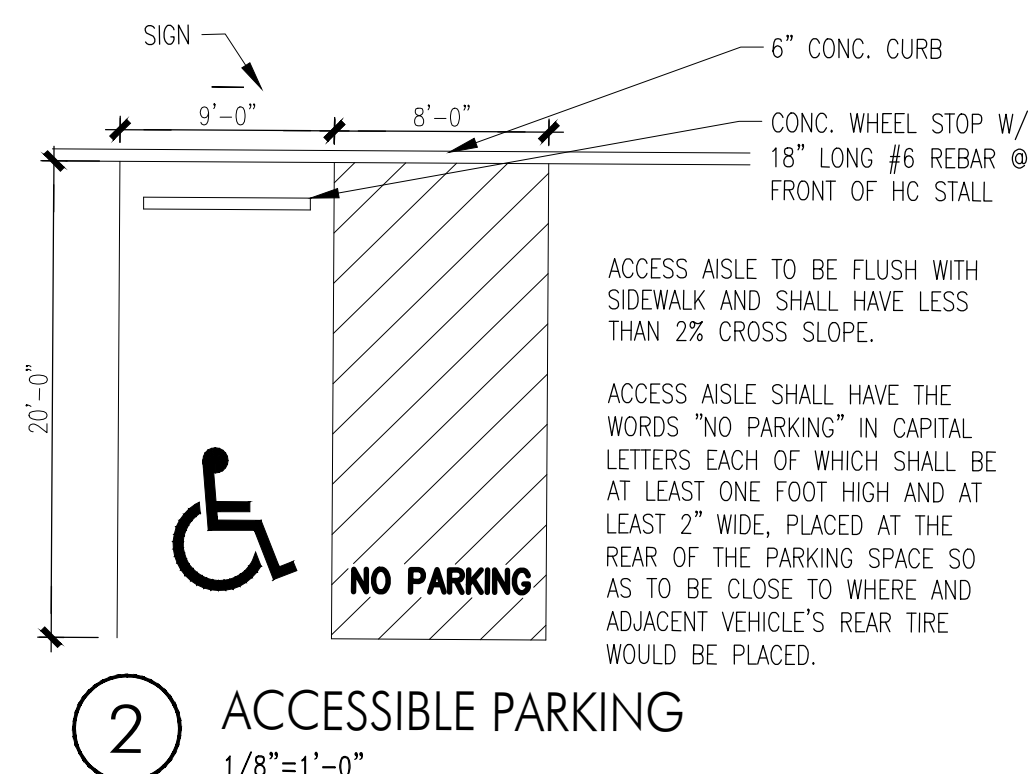 SIGN
6" CONC. CURB
9'-0"
8'-0"
CONC. WHEEL STOP W/
18" LONG #6 REBAR @
FRONT OF HC STALL
ACCESS AISLE TO BE FLUSH WITH
SIDEWALK AND SHALL HAVE LESS
THAN 2% CROSS SLOPE.
20'-0"
ACCESS AISLE SHALL HAVE THE
WORDS "NO PARKING" IN CAPITAL
LETTERS EACH OF WHICH SHALL BE
AT LEAST ONE FOOT HIGH AND AT
LEAST 2" WIDE, PLACED AT THE
REAR OF THE PARKING SPACE SO
AS TO BE CLOSE TO WHERE AND
ADJACENT VEHICLE'S REAR TIRE
WOULD BE PLACED.
NO PARKING
2
ACCESSIBLE PARKING
1/8"=1'-0"